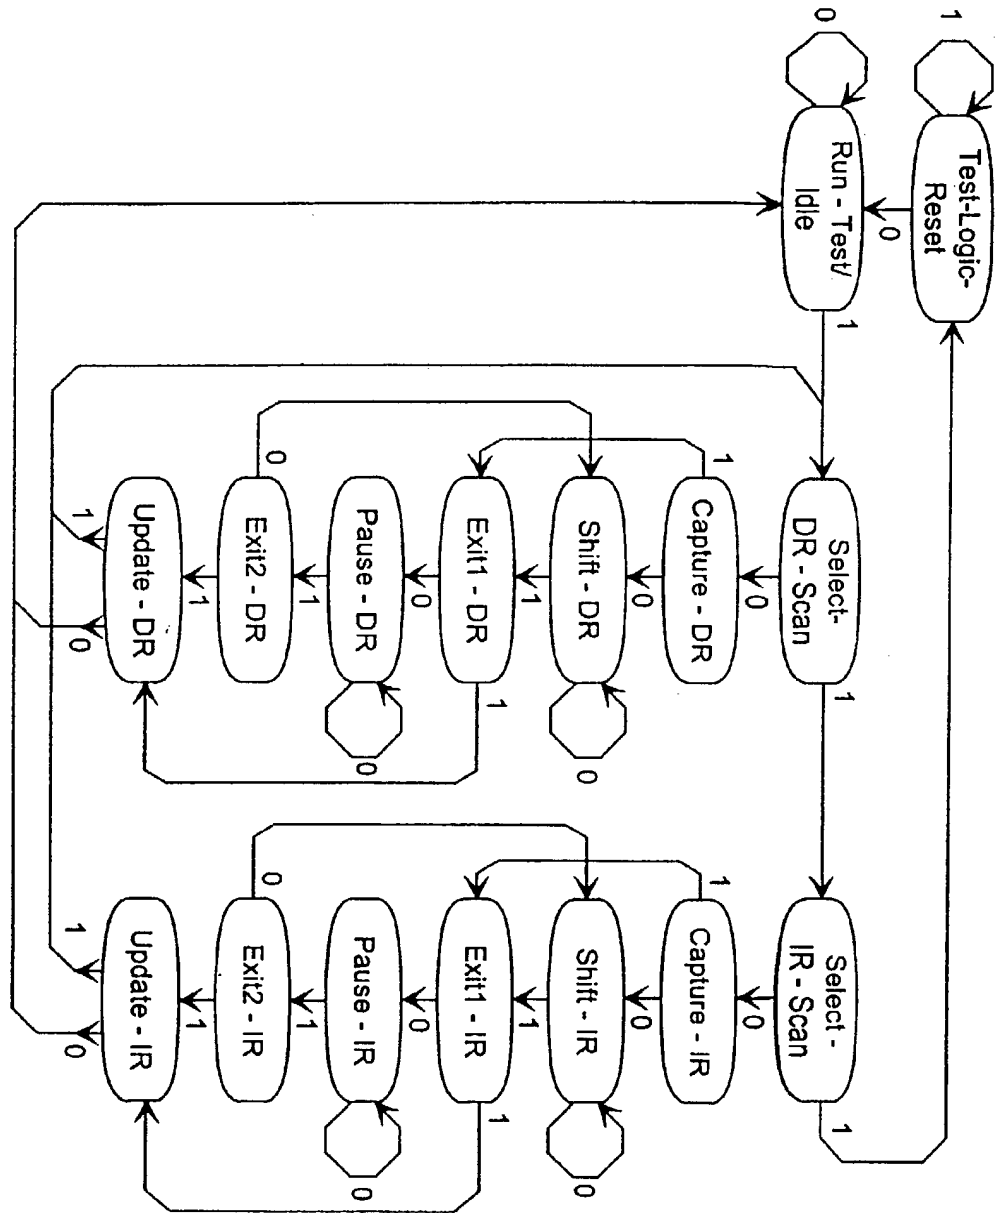 1
Test-Logic-
Reset
0
0
Run - Test/
Idle
1
Select-
DR - Scan
1
Select -
IR - Scan
1
0
0
1
Capture - DR
1
Capture - IR
0
0
Shift - DR
0
Shift - IR
0
1
1
Exit1 - DR
1
Exit1 - IR
1
0
0
Pause - DR
0
Pause - IR
0
1
1
0
Exit2 - DR
0
Exit2 - IR
1
1
Update - DR
Update - IR
1
0
1
0